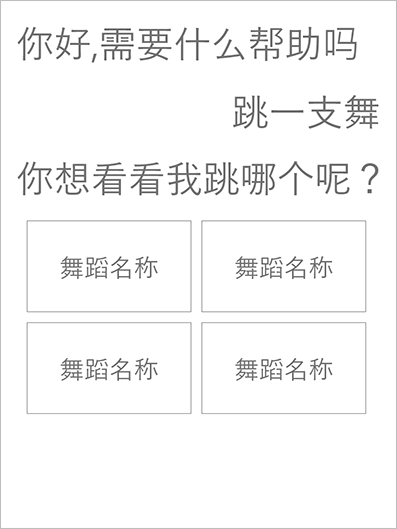 你好,需要什么帮助吗
跳一支舞
你想看看我跳哪个呢？
舞蹈名称
舞蹈名称
舞蹈名称
舞蹈名称